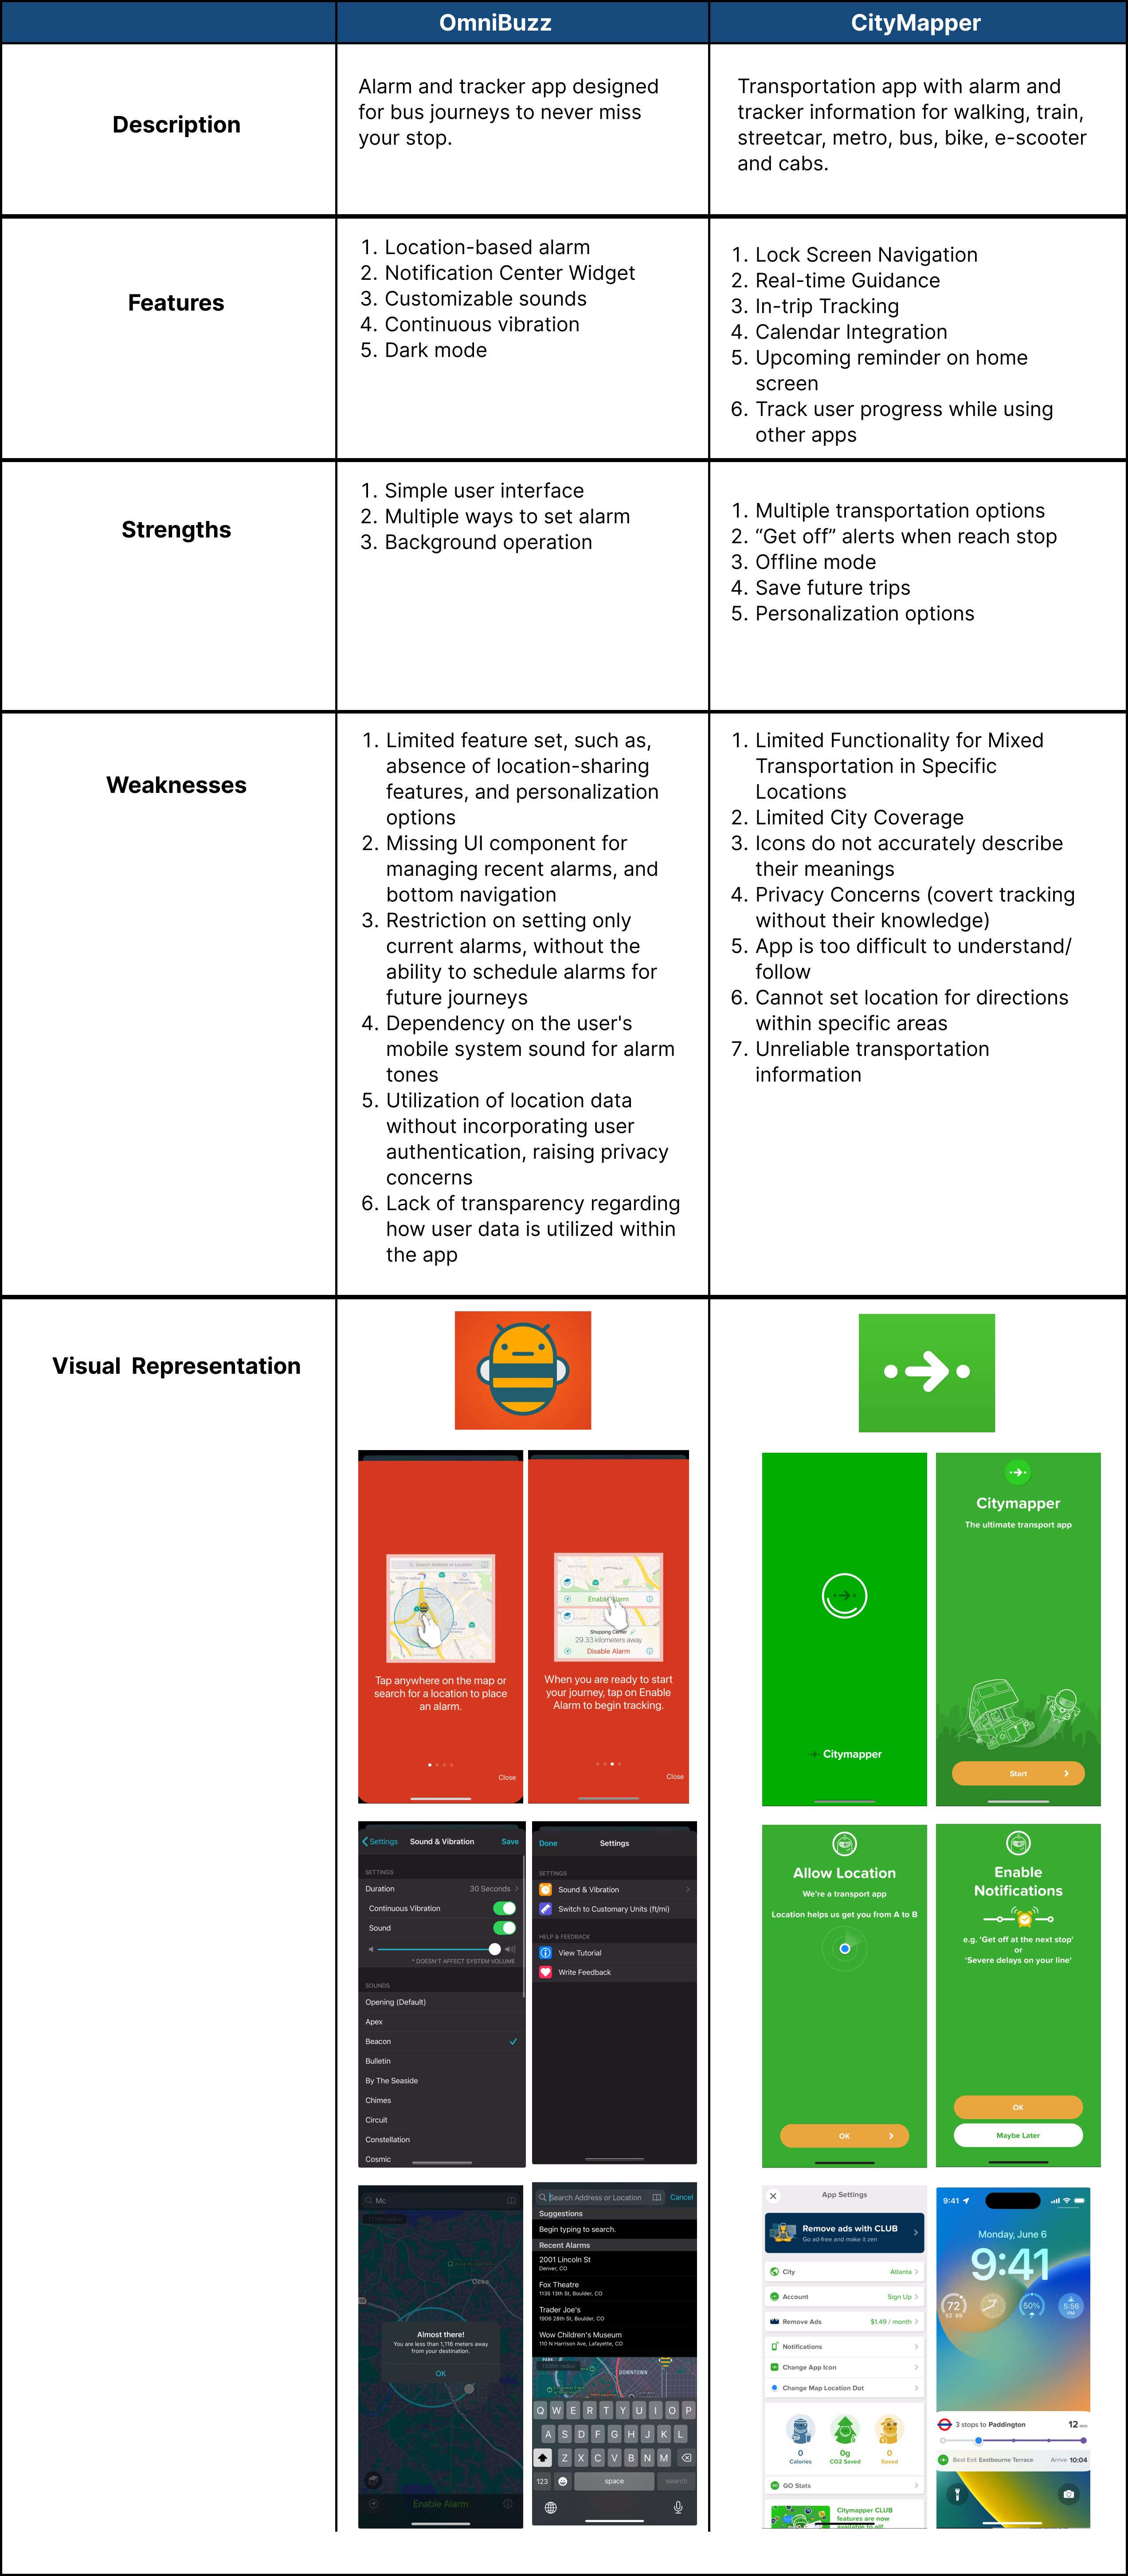 OmniBuzz
CityMapper
Description
Alarm and tracker app designed
for bus journeys to never miss
your stop.
Transportation app with alarm and
tracker information for walking, train,
streetcar, metro, bus, bike, e-scooter
and cabs.
Features
1. Location-based alarm
2. Notification Center Widget
3. Customizable sounds
4. Continuous vibration
5. Dark mode
1. Lock Screen Navigation
2. Real-time Guidance
3. In-trip Tracking
4. Calendar Integration
5. Upcoming reminder on home
screen
6. Track user progress while using
other apps
Strengths
1. Simple user interface
2. Multiple ways to set alarm
3. Background operation
1. Multiple transportation options
2. “Get off” alerts when reach stop
3. Offline mode
4. Save future trips
5. Personalization options
Weaknesses
1. Limited feature set, such as,
absence of location-sharing
features, and personalization
options
2. Missing UI component for
managing recent alarms, and
bottom navigation
3. Restriction on setting only
current alarms, without the
ability to schedule alarms for
future journeys
4. Dependency on the user's
mobile system sound for alarm
tones
5. Utilization of location data
without incorporating user
authentication, raising privacy
concerns
6. Lack of transparency regarding
how user data is utilized within
the app
1. Limited Functionality for Mixed
Transportation in Specific
Locations
2. Limited City Coverage
3. Icons do not accurately describe
their meanings
4. Privacy Concerns (covert tracking
without their knowledge)
5. App is too difficult to understand/
follow
6. Cannot set location for directions
within specific areas
7. Unreliable transportation
information
Visual Representation
Search Address or Location
Tap anywhere on the map or
search for a location to place
an alarm.
Close
Enable Alarm
Shopping Center
29.33 kilometers away
Disable Alarm
When you are ready to start
your journey, tap on Enable
Alarm to begin tracking.
Close
Citymapper
Citymapper
The ultimate transport app
Start
Settings
Sound & Vibration
Save
SETTINGS
Duration
30 Seconds
Continuous Vibration
Sound
* DOESN'T AFFECT SYSTEM VOLUME
SOUNDS
Opening (Default)
Apex
Beacon
Bulletin
By The Seaside
Chimes
Circuit
Constellation
Cosmic
Done
Settings
SETTINGS
Sound & Vibration
Switch to Customary Units (ft/mi)
HELP & FEEDBACK
View Tutorial
Write Feedback
Allow Location
We're a transport app
Location helps us get you from A to B
OK
Enable
Notifications
e.g. 'Get off at the next stop'
or
'Severe delays on your line'
OK
Maybe Later
Mc
Almost there!
You are less than 1,116 meters away
from your destination.
OK
Enable Alarm
Search Address or Location
Cancel
Suggestions
Begin typing to search.
Recent Alarms
2001 Lincoln St
Denver, CO
Fox Theatre
1135 13th St, Boulder, CO
Trader Joe's
1906 28th St, Boulder, CO
Wow Children's Museum
110 N Harrison Ave, Lafayette, CO
DOWNTOWN
Q W E R T Y U I O P
A S D F G H J K L
Z X C V B N M
123
space
search
App Settings
Remove ads with CLUB
Go ad-free and make it zen
City
Atlanta
Account
Sign Up
Remove Ads
$1.49 / month
Notifications
Change App Icon
Change Map Location Dot
0
Calories
0g
CO2 Saved
0
Saved
GO Stats
Citymapper CLUB
features are now
available to all!
9:41
Monday, June 6
9:41
72
52 89
50%
5:56
PM
3 stops to Paddington
12 min
Best Exit Eastbourne Terrace
Arrive 10:04